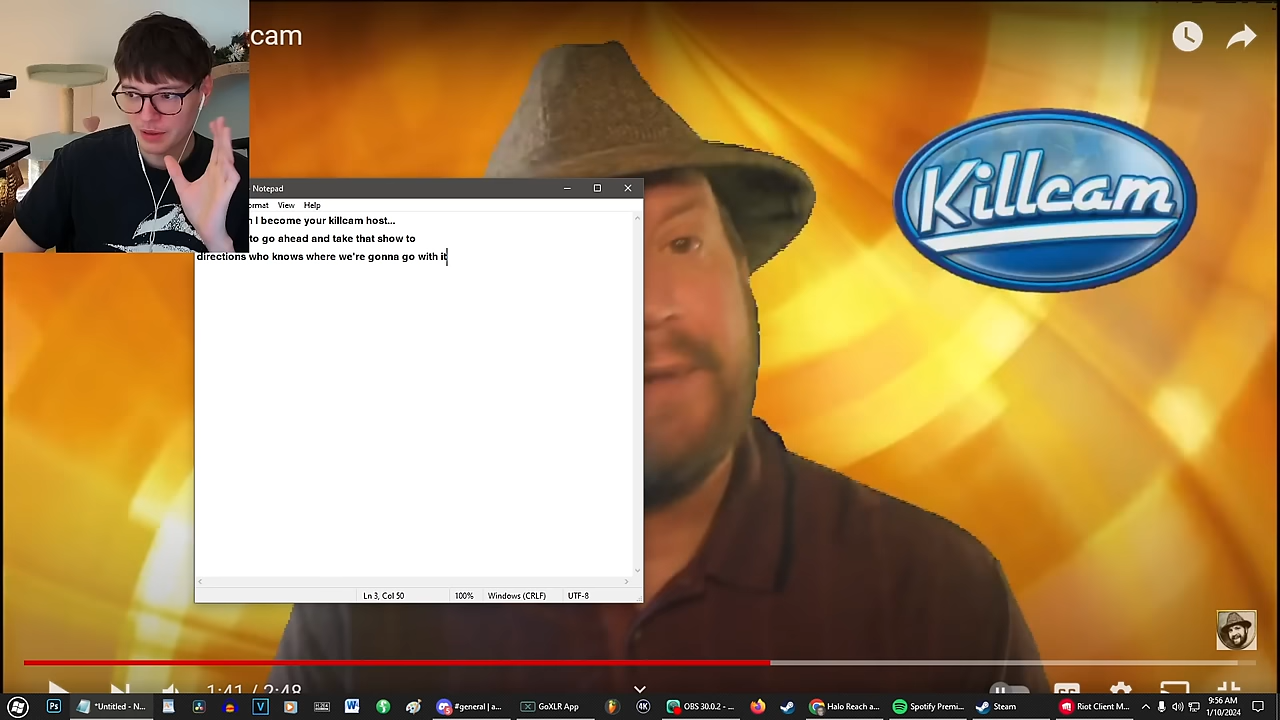 cam
Killcam
Notepad
ormat View Help
I become your killcam host...
to go ahead and take that show to
directions who knows where we're gonna go with it
Ln 3, Col 50 100% Windows (CRLF) UTF-8
1:41 / 2:48
CC
Ps *Untitled - N... #general | a... GoXLR App OBS 30.0.2 - ... Halo Reach a... Spotify Premi... Steam Riot Client M... 9:56 AM
1/10/2024